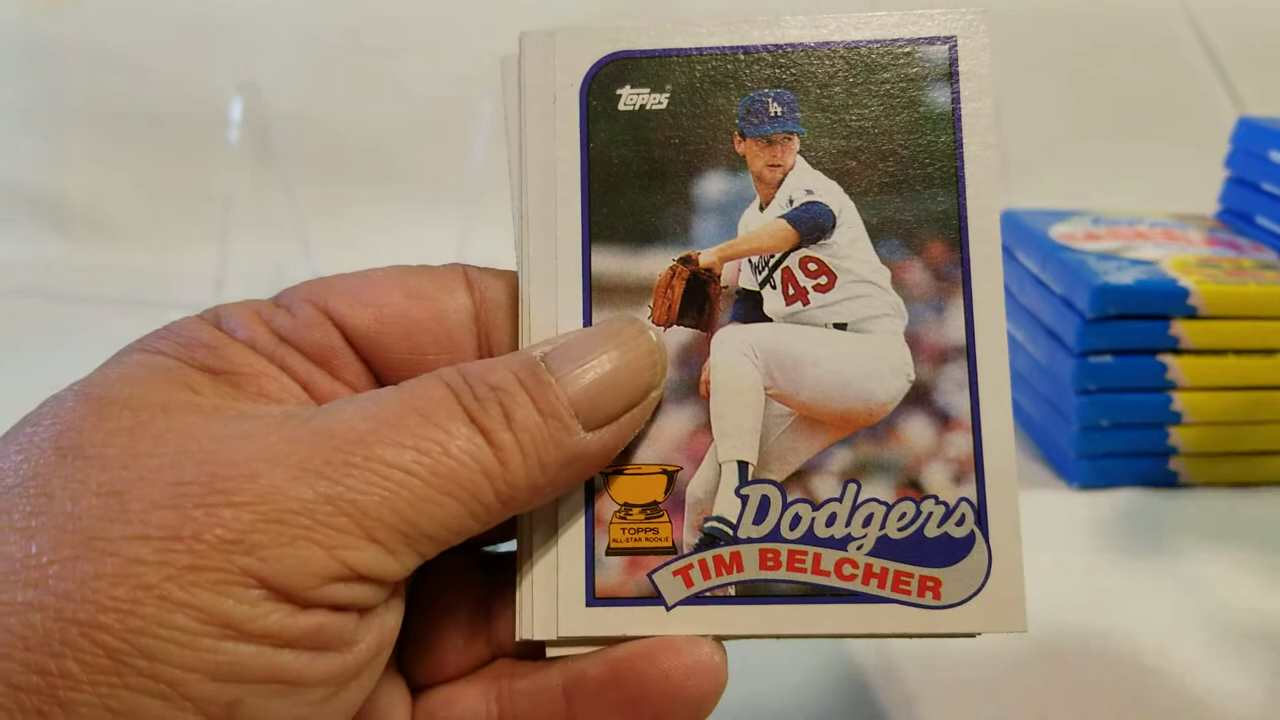 topps
LA
49
TOPPS
ALL-STAR ROOKIE
Dodgers
TIM BELCHER